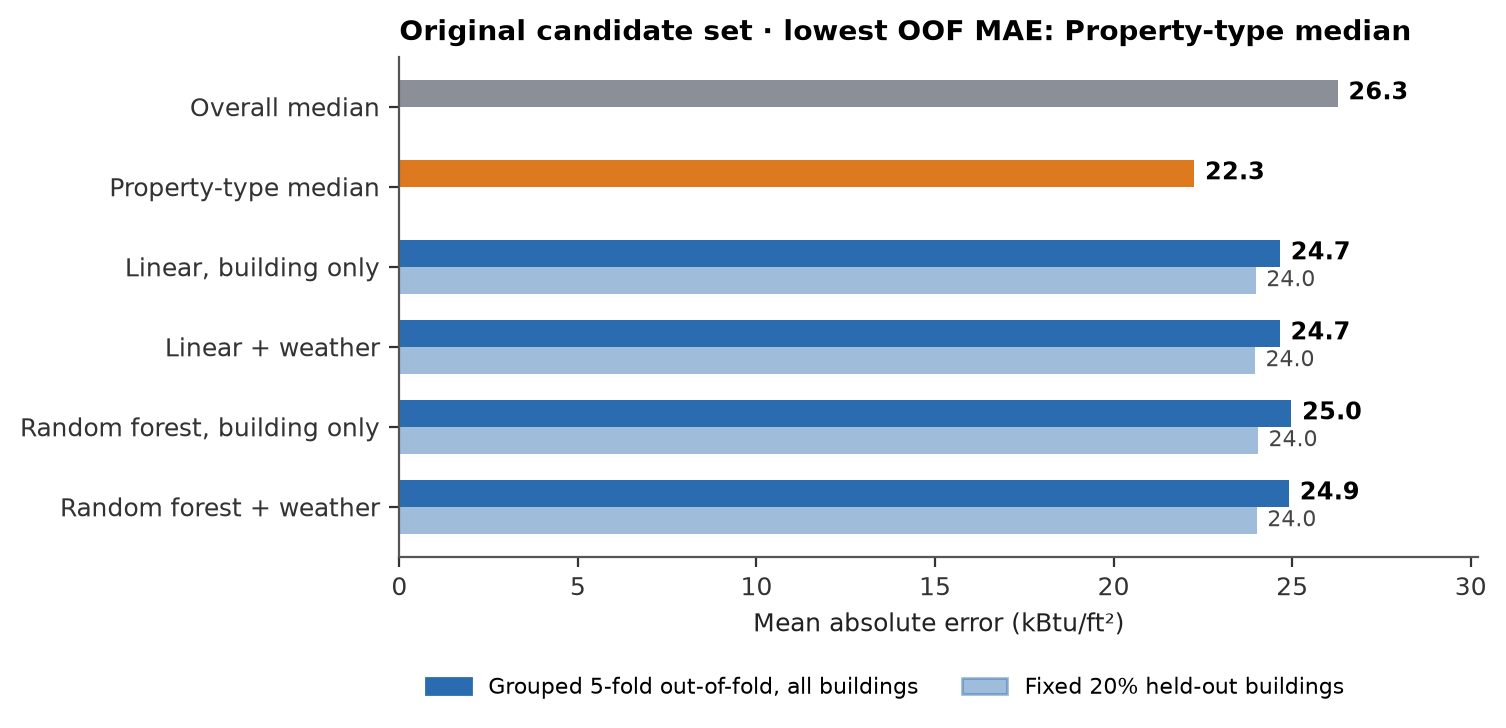 Original candidate set · lowest OOF MAE: Property-type median
Overall median
26.3
Property-type median
22.3
Linear, building only
24.7
24.0
Linear + weather
24.7
24.0
Random forest, building only
25.0
24.0
Random forest + weather
24.9
24.0
0 5 10 15 20 25 30
Mean absolute error (kBtu/ft²)
Grouped 5-fold out-of-fold, all buildings
Fixed 20% held-out buildings